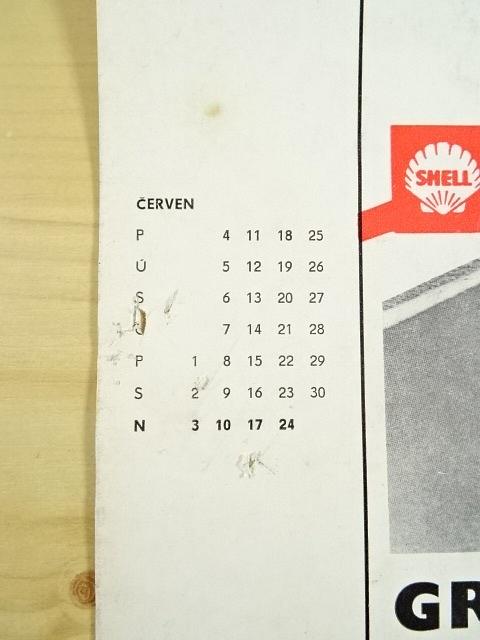 SHELL
ČERVEN
P 4 11 18 25
Ú 5 12 19 26
S 6 13 20 27
7 14 21 28
P 1 8 15 22 29
S 2 9 16 23 30
N 3 10 17 24
GR